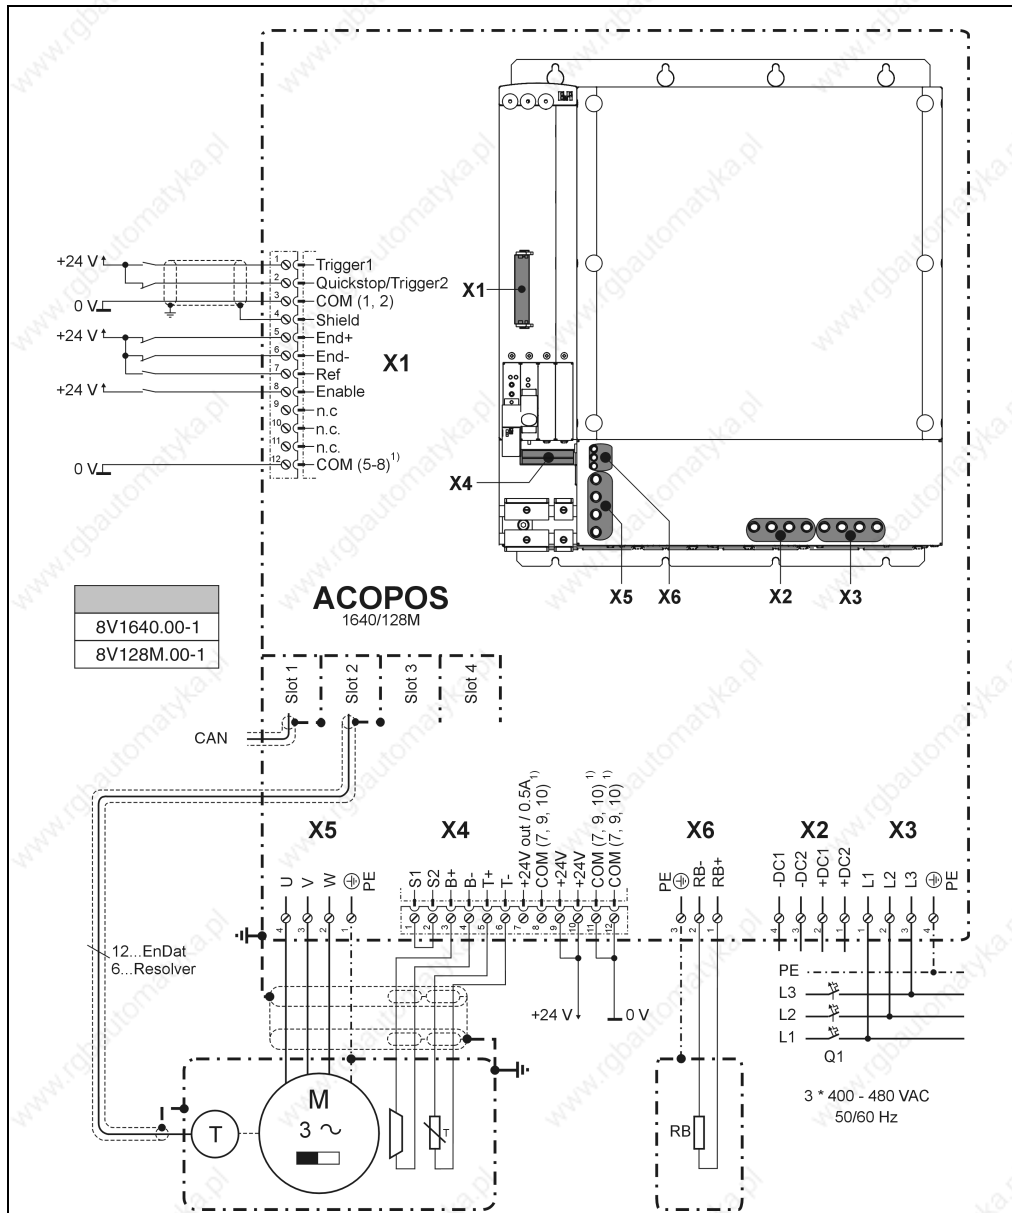 +24 V
0 V
+24 V
+24 V
0 V
1 Trigger1
2 Quickstop/Trigger2
3 COM (1, 2)
4 Shield
5 End+
6 End-
7 Ref
8 Enable
9 n.c
10 n.c.
11 n.c.
12 COM (5-8)1)
X1
X1
X4
X5
X6
X2
X3
8V1640.00-1
8V128M.00-1
ACOPOS
1640/128M
Slot 1
Slot 2
Slot 3
Slot 4
CAN
X5
X4
X6
X2
X3
U
V
W
PE
4
3
2
1
S1
S2
B+
B-
T+
T-
+24V out / 0.5A1)
COM (7, 9, 10)1)
+24V
+24V
COM (7, 9, 10)1)
COM (7, 9, 10)1)
1
2
3
4
5
6
7
8
9
10
11
12
PE
RB-
RB+
3
2
1
-DC1
-DC2
+DC1
+DC2
4
3
2
1
L1
L2
L3
PE
1
2
3
4
12...EnDat
6...Resolver
+24 V
0 V
PE
L3
L2
L1
Q1
3 * 400 - 480 VAC
50/60 Hz
T
M
3 ~
T
RB
www.rgbautomatyka.pl